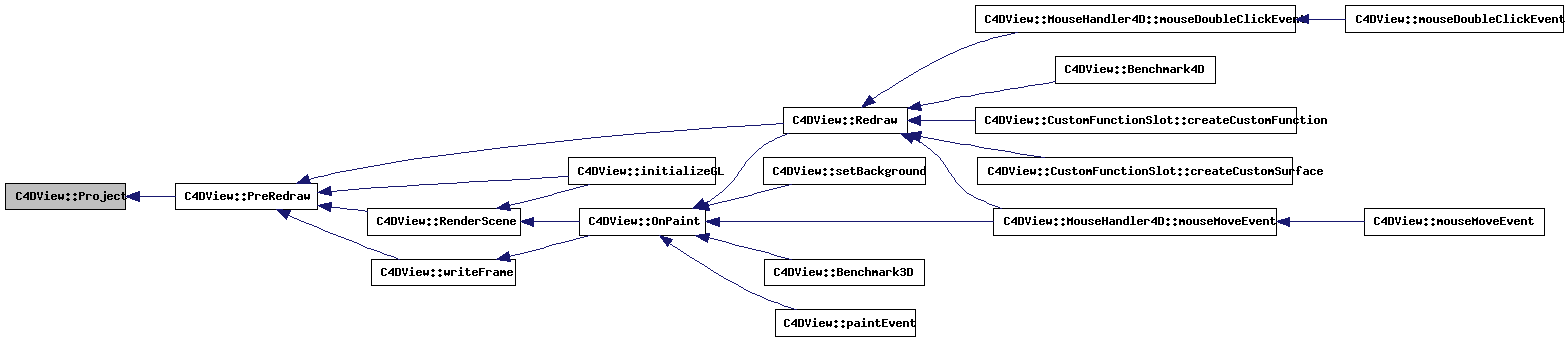 C4DView::MouseHandler4D::mouseDoubleClickEvent
C4DView::mouseDoubleClickEvent
C4DView::Benchmark4D
C4DView::Redraw
C4DView::CustomFunctionSlot::createCustomFunction
C4DView::initializeGL
C4DView::setBackground
C4DView::CustomFunctionSlot::createCustomSurface
C4DView::Project
C4DView::PreRedraw
C4DView::RenderScene
C4DView::OnPaint
C4DView::MouseHandler4D::mouseMoveEvent
C4DView::mouseMoveEvent
C4DView::writeFrame
C4DView::Benchmark3D
C4DView::paintEvent